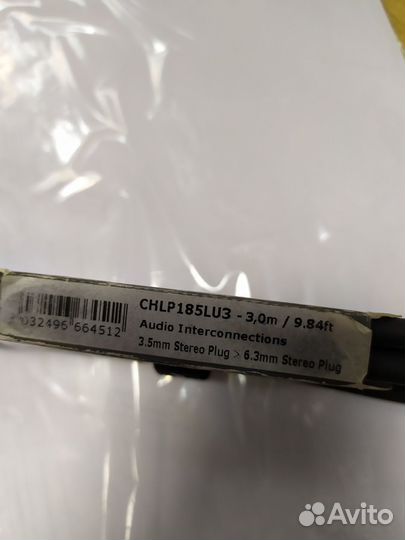 CHLP185LU3 - 3,0m / 9.84ft
Audio Interconnections
3.5mm Stereo Plug > 6.3mm Stereo Plug
032496 664512
Avito